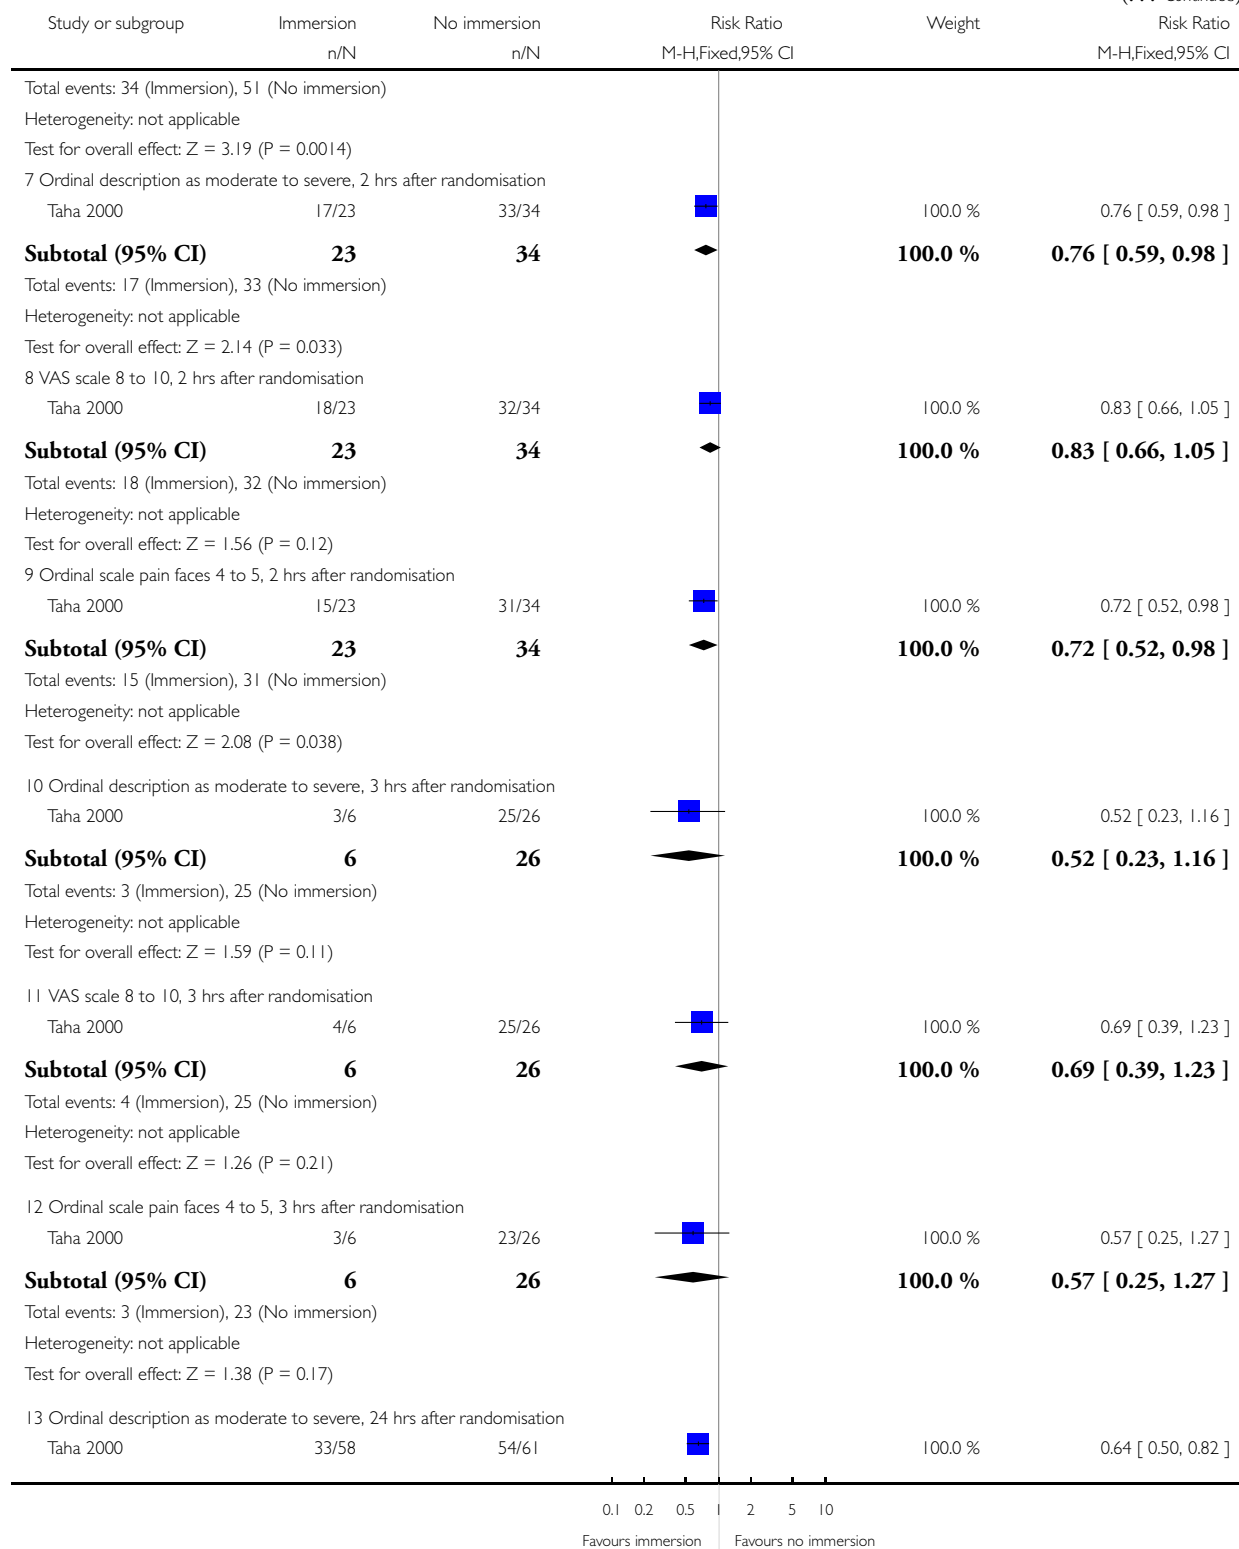 Study or subgroup Immersion No immersion Risk Ratio Weight Risk Ratio
n/N n/N M-H,Fixed,95% CI M-H,Fixed,95% CI
Total events: 34 (Immersion), 51 (No immersion)
Heterogeneity: not applicable
Test for overall effect: Z = 3.19 (P = 0.0014)
7 Ordinal description as moderate to severe, 2 hrs after randomisation
Taha 2000 17/23 33/34 100.0 % 0.76 [ 0.59, 0.98 ]
Subtotal (95% CI) 23 34 100.0 % 0.76 [ 0.59, 0.98 ]
Total events: 17 (Immersion), 33 (No immersion)
Heterogeneity: not applicable
Test for overall effect: Z = 2.14 (P = 0.033)
8 VAS scale 8 to 10, 2 hrs after randomisation
Taha 2000 18/23 32/34 100.0 % 0.83 [ 0.66, 1.05 ]
Subtotal (95% CI) 23 34 100.0 % 0.83 [ 0.66, 1.05 ]
Total events: 18 (Immersion), 32 (No immersion)
Heterogeneity: not applicable
Test for overall effect: Z = 1.56 (P = 0.12)
9 Ordinal scale pain faces 4 to 5, 2 hrs after randomisation
Taha 2000 15/23 31/34 100.0 % 0.72 [ 0.52, 0.98 ]
Subtotal (95% CI) 23 34 100.0 % 0.72 [ 0.52, 0.98 ]
Total events: 15 (Immersion), 31 (No immersion)
Heterogeneity: not applicable
Test for overall effect: Z = 2.08 (P = 0.038)
10 Ordinal description as moderate to severe, 3 hrs after randomisation
Taha 2000 3/6 25/26 100.0 % 0.52 [ 0.23, 1.16 ]
Subtotal (95% CI) 6 26 100.0 % 0.52 [ 0.23, 1.16 ]
Total events: 3 (Immersion), 25 (No immersion)
Heterogeneity: not applicable
Test for overall effect: Z = 1.59 (P = 0.11)
11 VAS scale 8 to 10, 3 hrs after randomisation
Taha 2000 4/6 25/26 100.0 % 0.69 [ 0.39, 1.23 ]
Subtotal (95% CI) 6 26 100.0 % 0.69 [ 0.39, 1.23 ]
Total events: 4 (Immersion), 25 (No immersion)
Heterogeneity: not applicable
Test for overall effect: Z = 1.26 (P = 0.21)
12 Ordinal scale pain faces 4 to 5, 3 hrs after randomisation
Taha 2000 3/6 23/26 100.0 % 0.57 [ 0.25, 1.27 ]
Subtotal (95% CI) 6 26 100.0 % 0.57 [ 0.25, 1.27 ]
Total events: 3 (Immersion), 23 (No immersion)
Heterogeneity: not applicable
Test for overall effect: Z = 1.38 (P = 0.17)
13 Ordinal description as moderate to severe, 24 hrs after randomisation
Taha 2000 33/58 54/61 100.0 % 0.64 [ 0.50, 0.82 ]
0.1 0.2 0.5 1 2 5 10
Favours immersion Favours no immersion